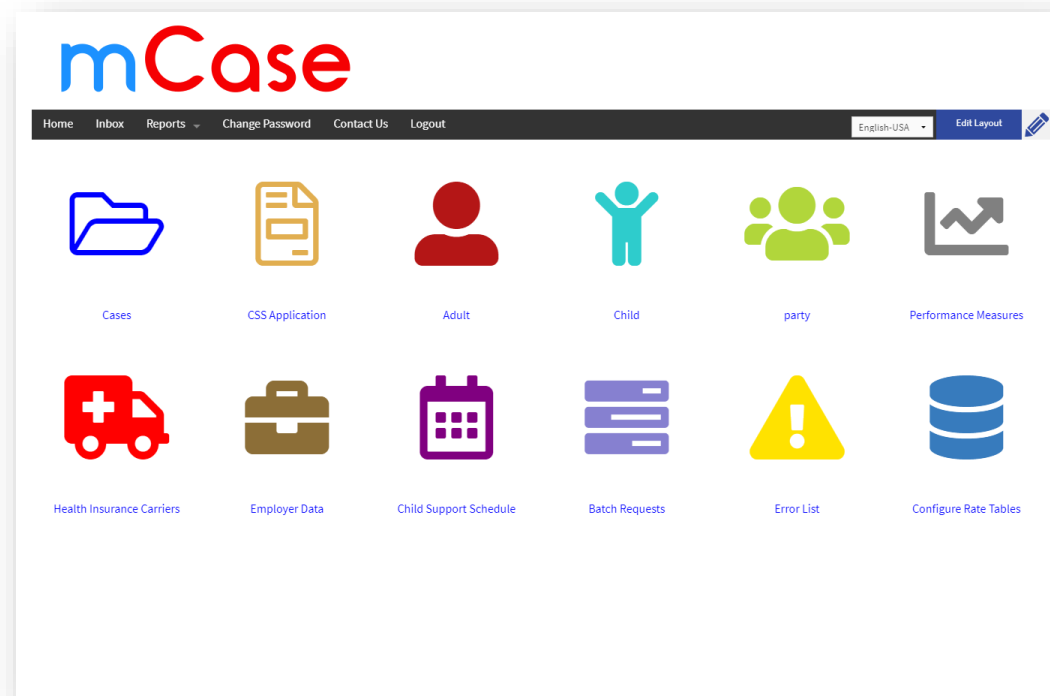 mCase
Home Inbox Reports Change Password Contact Us Logout English-USA Edit Layout
Cases CSS Application Adult Child party Performance Measures
Health Insurance Carriers Employer Data Child Support Schedule Batch Requests Error List Configure Rate Tables